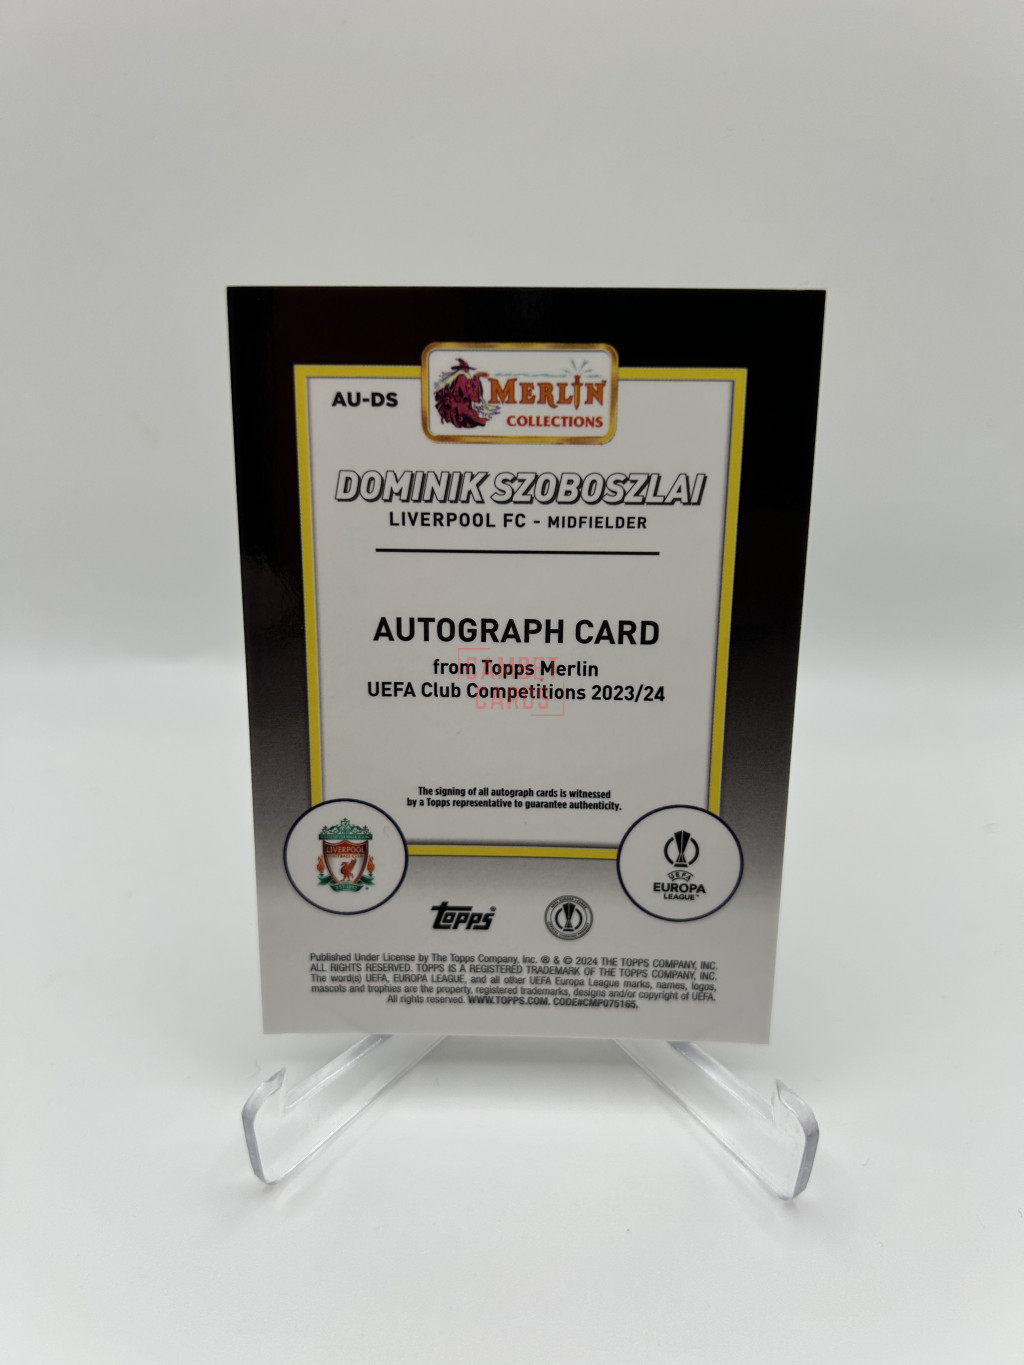 AU-DS
MERLIN
COLLECTIONS
DOMINIK SZOBOSZLAI
LIVERPOOL FC - MIDFIELDER
AUTOGRAPH CARD
from Topps Merlin
UEFA Club Competitions 2023/24
CARDS
The signing of all autograph cards is witnessed
by a Topps representative to guarantee authenticity.
LIVERPOOL
FOOTBALL CLUB
UEFA
EUROPA
LEAGUE™
topps®
Published Under License by The Topps Company, Inc. ® & © 2024 THE TOPPS COMPANY, INC.
ALL RIGHTS RESERVED. TOPPS IS A REGISTERED TRADEMARK OF THE TOPPS COMPANY, INC.
The word(s) UEFA, EUROPA LEAGUE, and all other UEFA Europa League marks, names, logos,
mascots and trophies are the property, registered trademarks, designs and/or copyright of UEFA.
All rights reserved. WWW.TOPPS.COM. CODE#CMP075165.